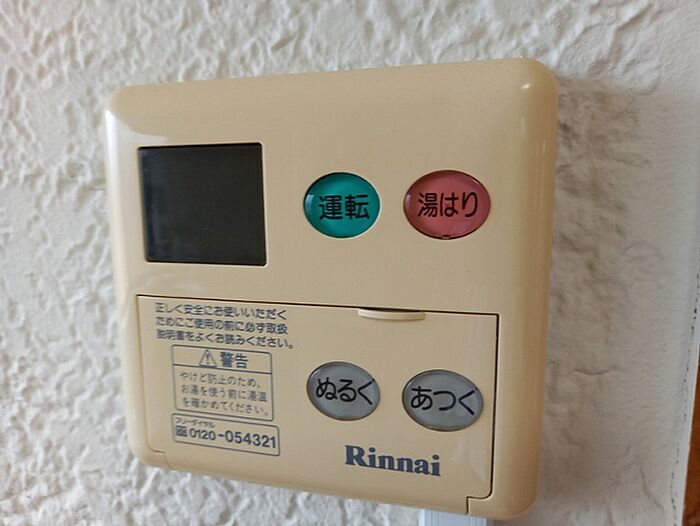 運転
湯はり
正しく安全にお使いいただく
ためにご使用の前に必ず取扱
説明書をよくお読みください。
警告
やけど防止のため、
お湯を使う前に湯温
を確かめてください。
フリーダイヤル
0120-054321
ぬるく
あつく
Rinnai